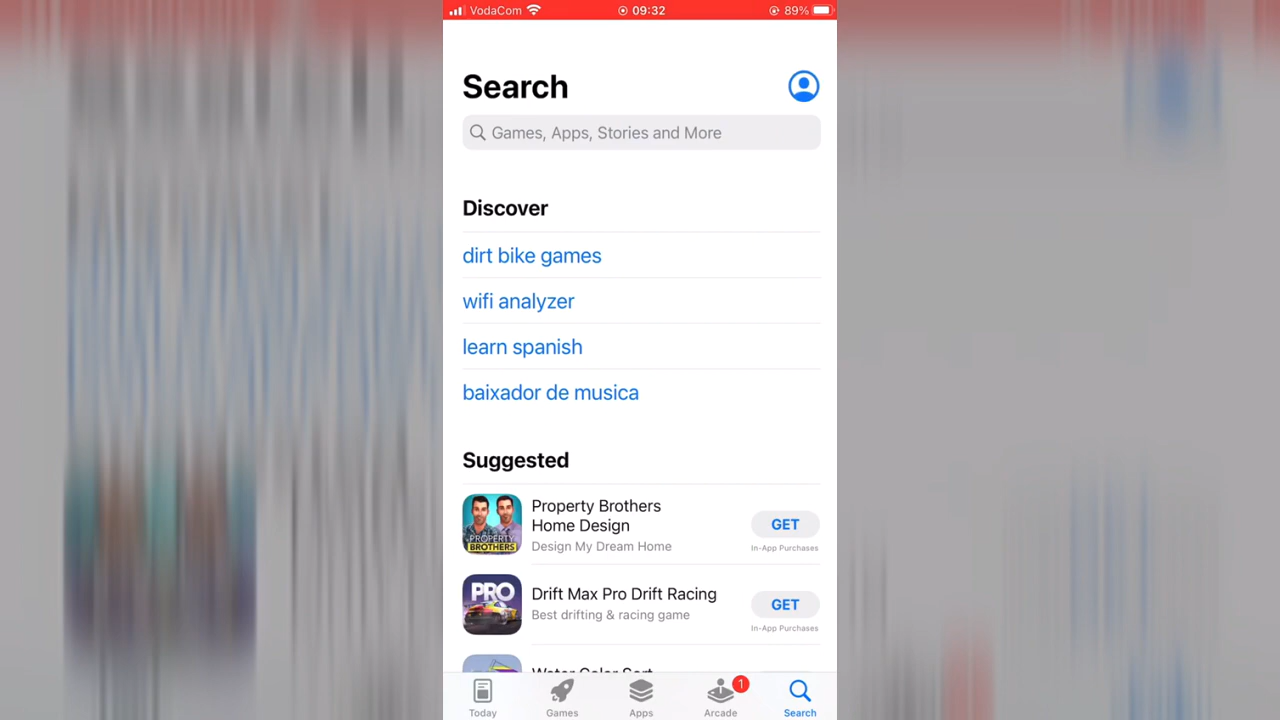 VodaCom 09:32 89%
Search
Games, Apps, Stories and More
Discover
dirt bike games
wifi analyzer
learn spanish
baixador de musica
Suggested
Property Brothers
Home Design
Design My Dream Home
GET
In-App Purchases
PROPERTY
BROTHERS
Drift Max Pro Drift Racing
Best drifting & racing game
GET
In-App Purchases
PRO
Water Color Sort
Today Games Apps Arcade 1 Search